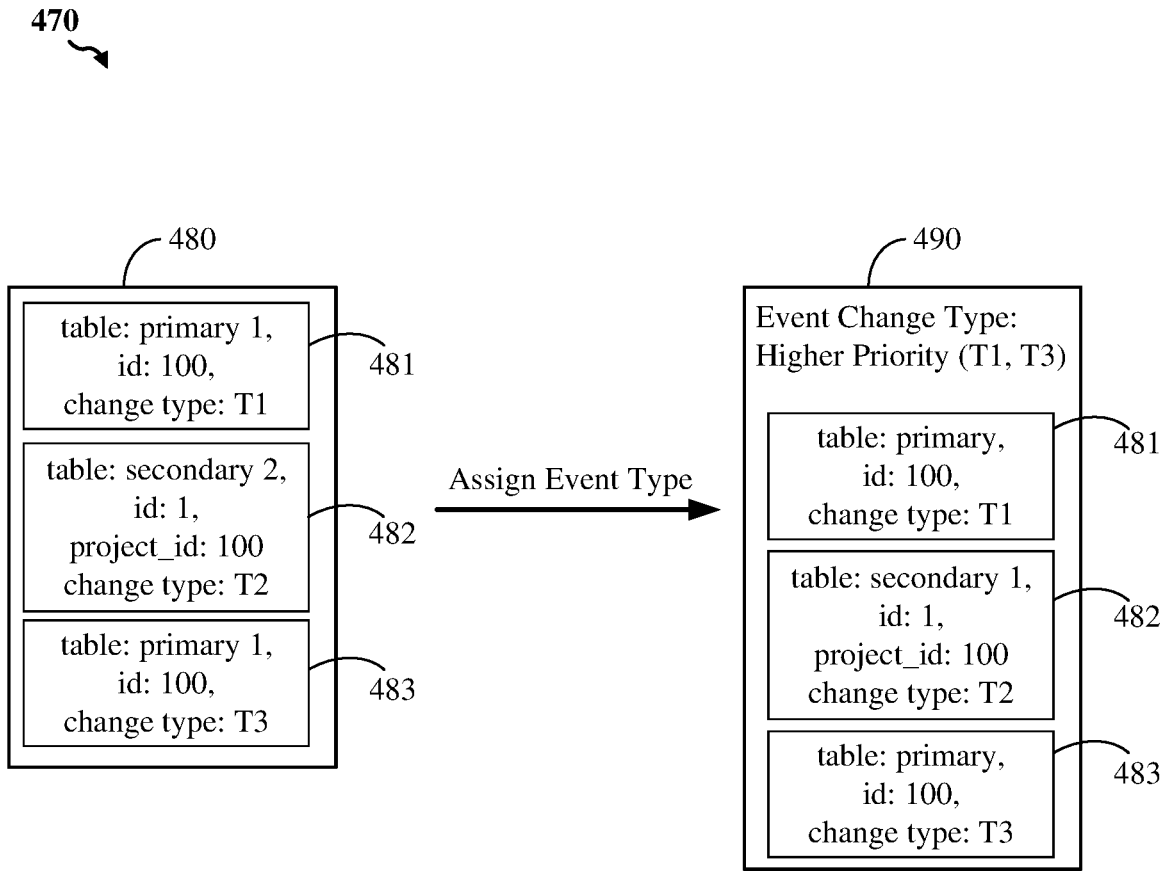 470
480
table: primary 1,
id: 100,
change type: T1
481
table: secondary 2,
id: 1,
project_id: 100
change type: T2
482
table: primary 1,
id: 100,
change type: T3
483
Assign Event Type
490
Event Change Type:
Higher Priority (T1, T3)
table: primary,
id: 100,
change type: T1
481
table: secondary 1,
id: 1,
project_id: 100
change type: T2
482
table: primary,
id: 100,
change type: T3
483